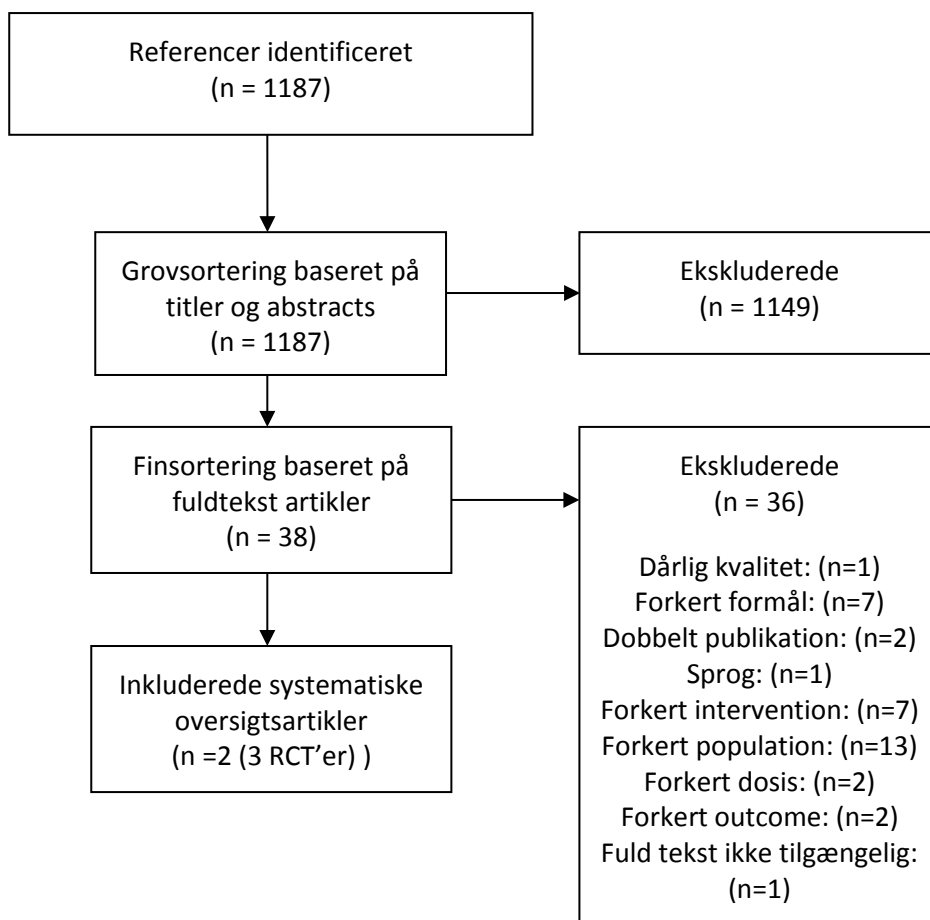 Referencer identificeret
(n = 1187)
Grovsortering baseret på
titler og abstracts
(n = 1187)
Ekskluderede
(n = 1149)
Finsortering baseret på
fuldtekst artikler
(n = 38)
Ekskluderede
(n = 36)
Dårlig kvalitet: (n=1)
Forkert formål: (n=7)
Dobbelt publikation: (n=2)
Sprog: (n=1)
Forkert intervention: (n=7)
Forkert population: (n=13)
Forkert dosis: (n=2)
Forkert outcome: (n=2)
Fuld tekst ikke tilgængelig:
(n=1)
Inkluderede systematiske
oversigtsartikler
(n =2 (3 RCT’er) )